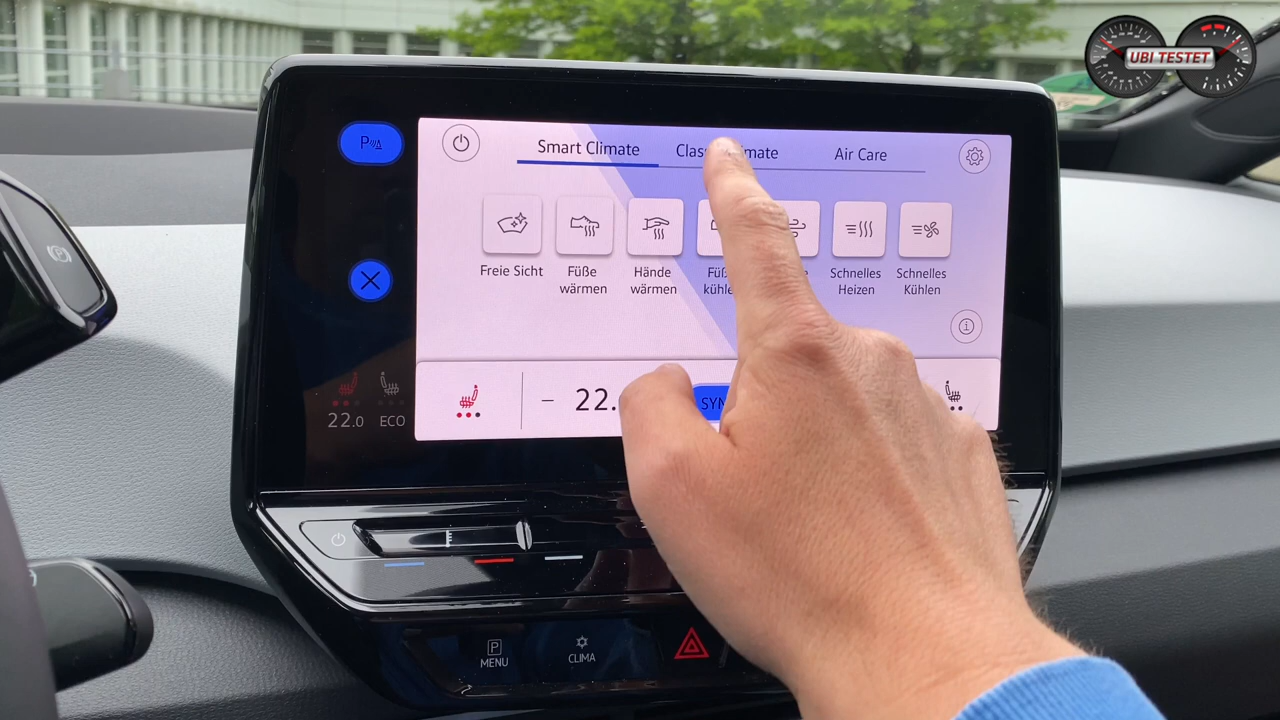 UBI TESTET
P
Smart Climate
Air Care
Freie Sicht
Füße
wärmen
Hände
wärmen
Schnelles
Heizen
Schnelles
Kühlen
22.0 ECO
22.
P
MENU
CLIMA